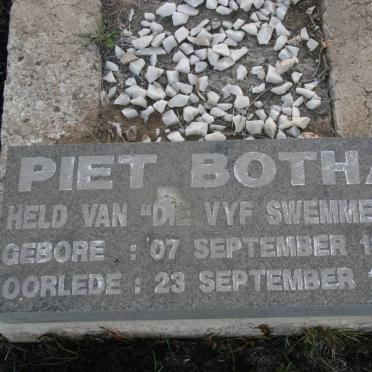 PIET BOTHA
HELD VAN "DIE VYF SWEMME
GEBORE : 07 SEPTEMBER 1
OORLEDE : 23 SEPTEMBER